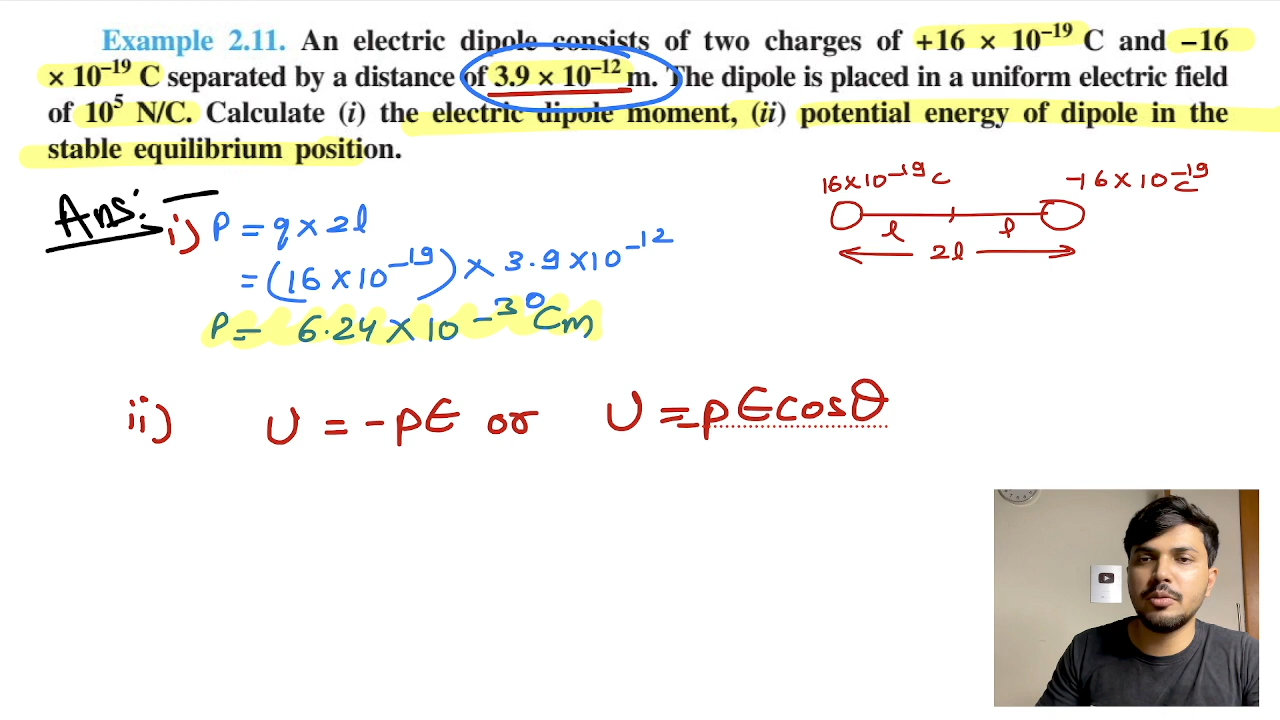 Example 2.11. An electric dipole consists of two charges of +16 × 10⁻¹⁹ C and −16
× 10⁻¹⁹ C separated by a distance of 3.9 × 10⁻¹² m. The dipole is placed in a uniform electric field
of 10⁵ N/C. Calculate (i) the electric dipole moment, (ii) potential energy of dipole in the
stable equilibrium position.
16×10⁻¹⁹ C
-16×10⁻¹⁹ C
l l
2l
Ans:
i) P = q×2l
= (16×10⁻¹⁹) × 3.9×10⁻¹²
P = 6.24×10⁻³⁰ Cm
ii) U = -PE or U = -pEcosθ